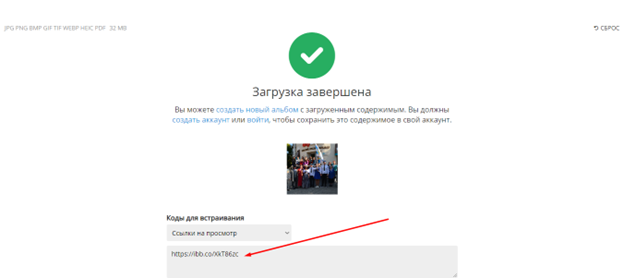 JPG PNG BMP GIF TIF WEBP HEIC PDF 32 MB
СБРОС
Загрузка завершена
Вы можете создать новый альбом с загруженным содержимым. Вы должны
создать аккаунт или войти, чтобы сохранить это содержимое в свой аккаунт.
Коды для встраивания
Ссылки на просмотр
https://ibb.co/XkT86zc